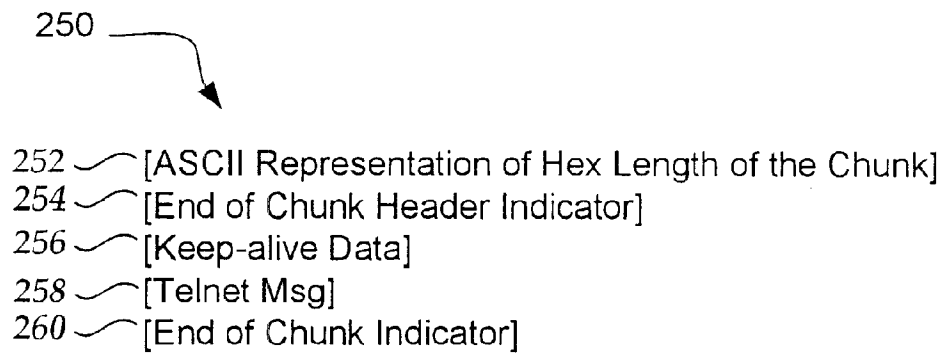 250
252 [ASCII Representation of Hex Length of the Chunk]
254 [End of Chunk Header Indicator]
256 [Keep-alive Data]
258 [Telnet Msg]
260 [End of Chunk Indicator]